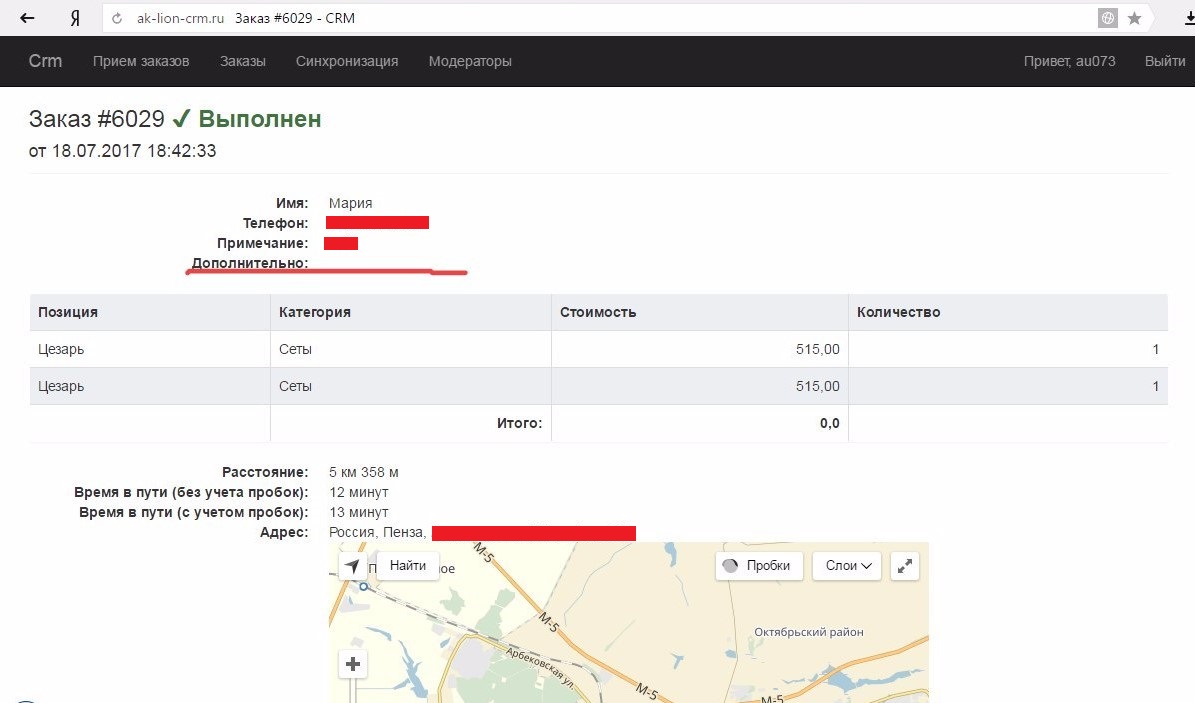 Я ak-lion-crm.ru Заказ #6029 - CRM
Crm Прием заказов Заказы Синхронизация Модераторы Привет, au073 Выйти
Заказ #6029 ✓ Выполнен
от 18.07.2017 18:42:33
Имя: Мария
Телефон:
Примечание:
Дополнительно:
Позиция Категория Стоимость Количество
Цезарь Сеты 515,00 1
Цезарь Сеты 515,00 1
Итого: 0,0
Расстояние: 5 км 358 м
Время в пути (без учета пробок): 12 минут
Время в пути (с учетом пробок): 13 минут
Адрес: Россия, Пенза,
М-5
Найти Пробки Слои
М-5
Октябрьский район
Арбековская ул.
М-5
М-5